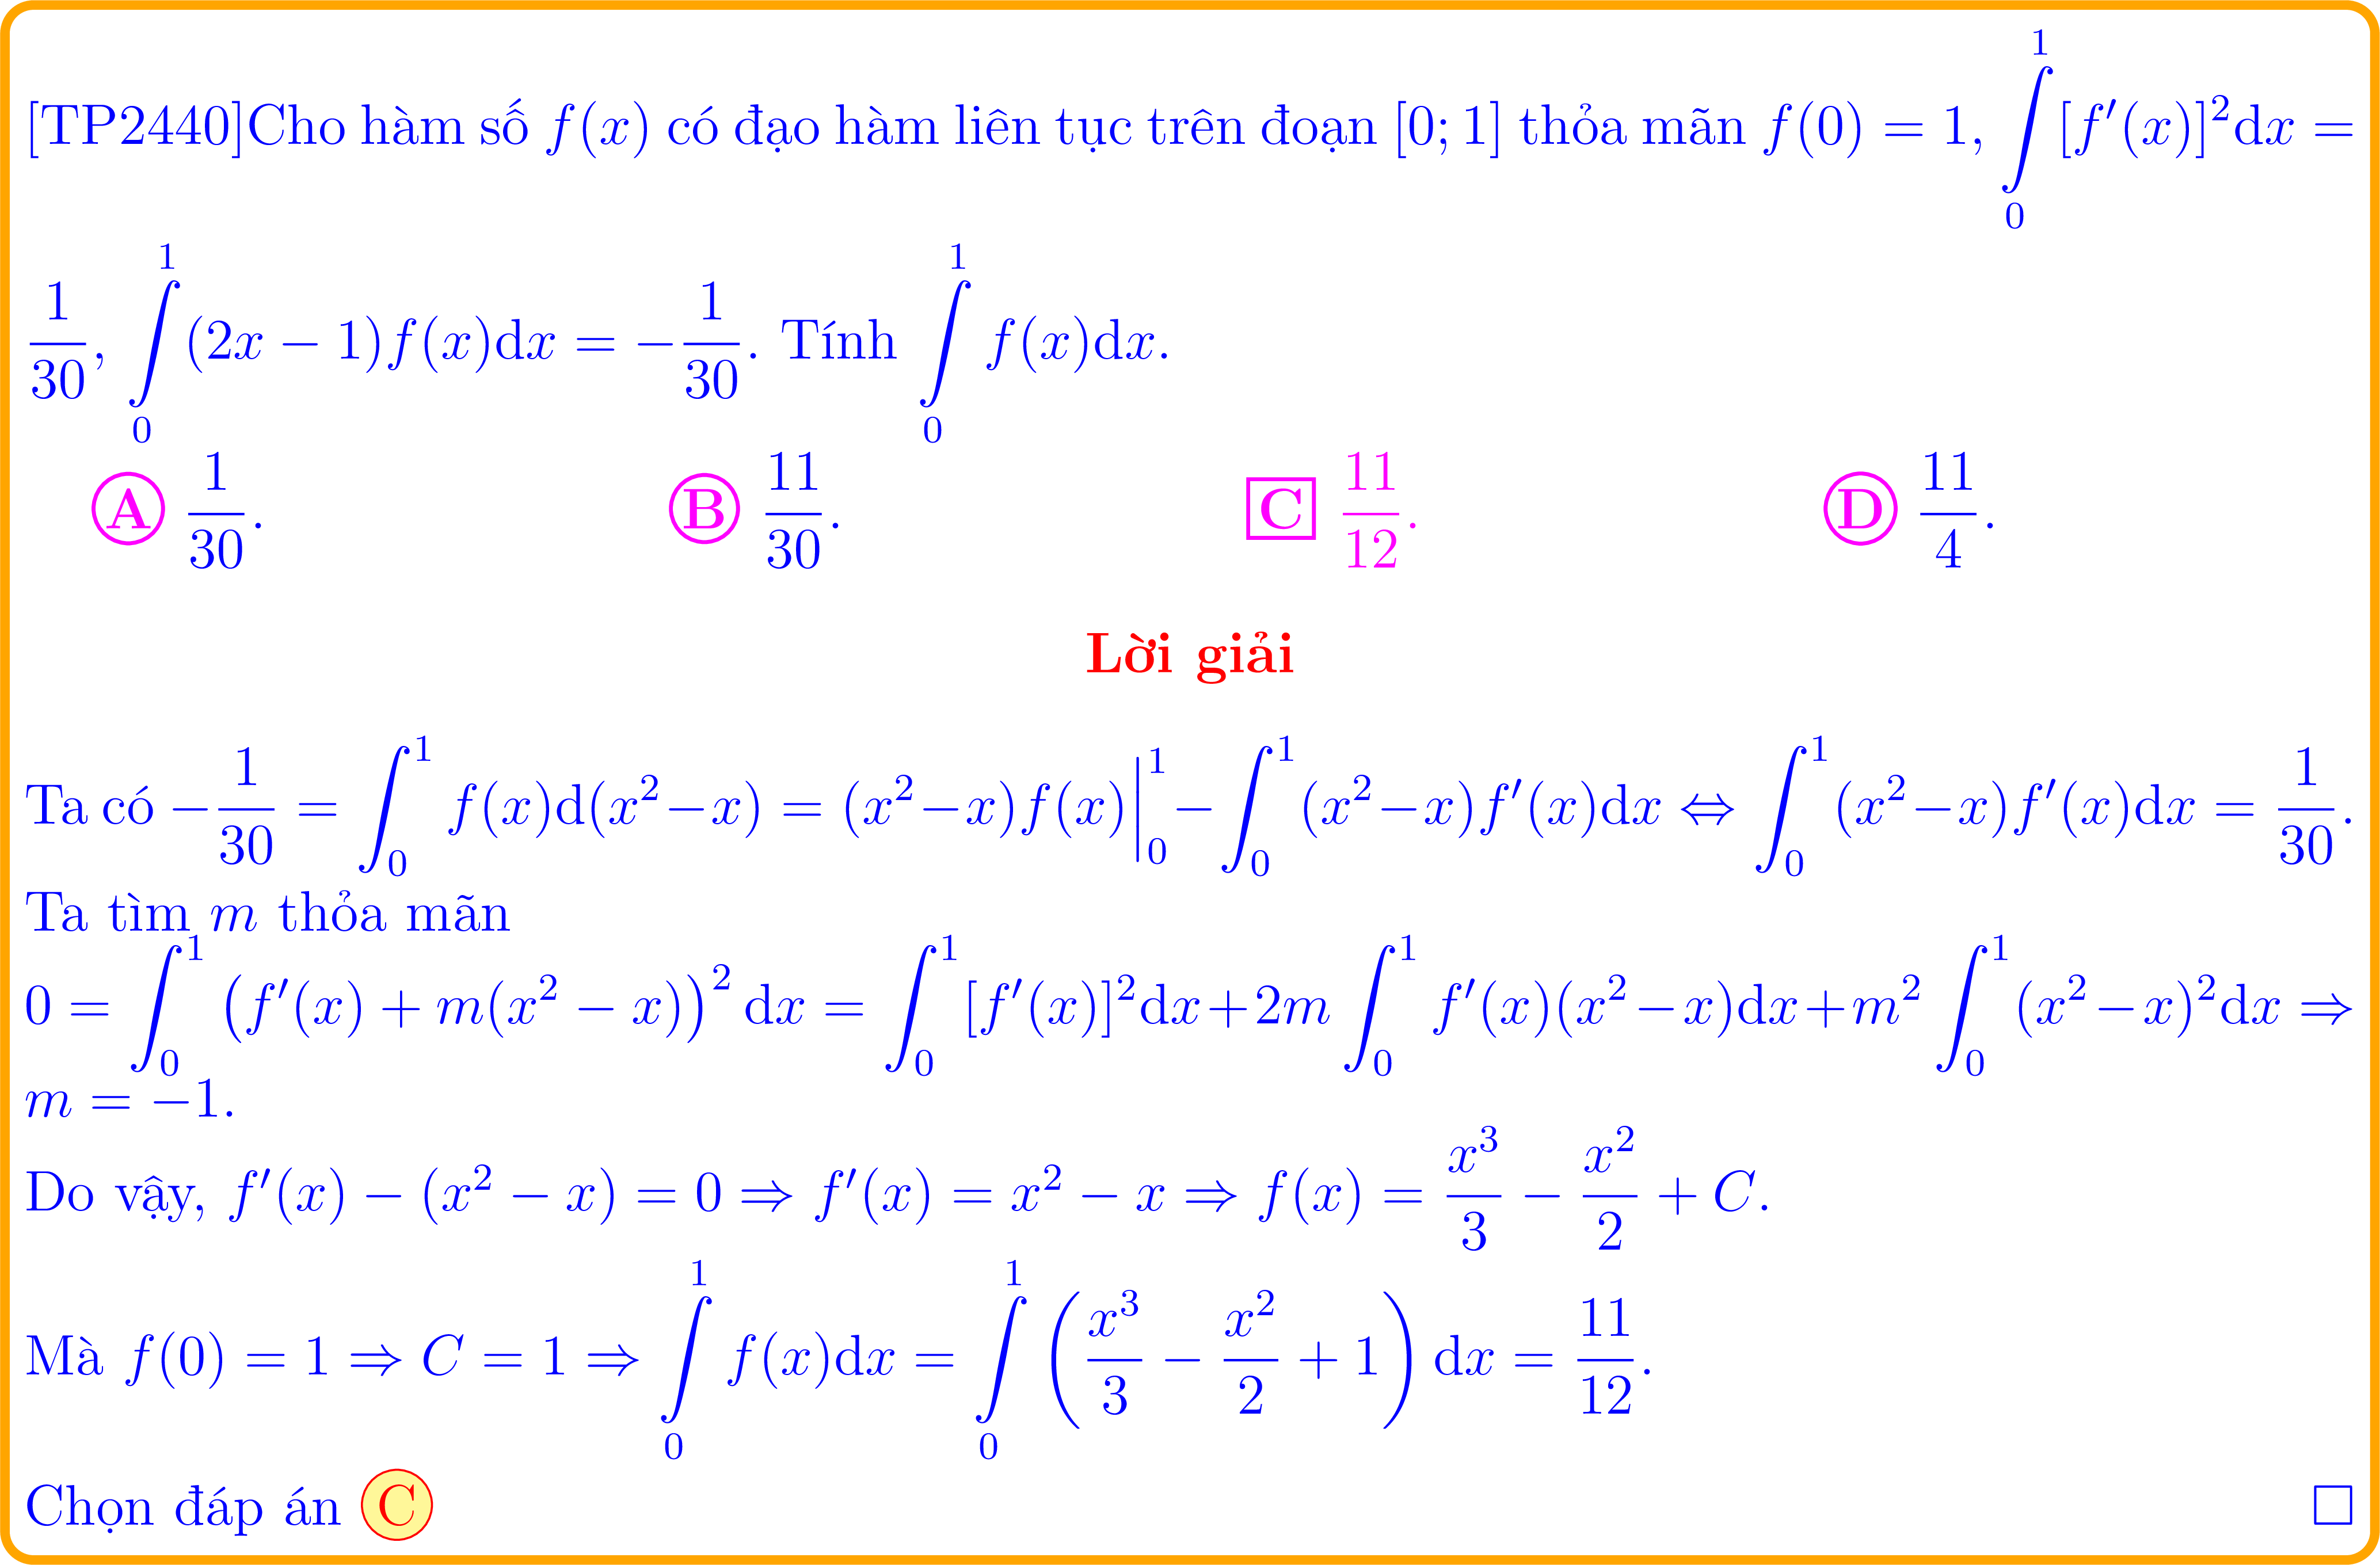 [TP2440]Cho hàm số $f(x)$ có đạo hàm liên tục trên đoạn $[0; 1]$ thỏa mãn $f(0) = 1$, $\int\limits_0^1 [f'(x)]^2 \mathrm{d}x =$
$\frac{1}{30}$, $\int\limits_0^1 (2x - 1)f(x)\mathrm{d}x = -\frac{1}{30}$. Tính $\int\limits_0^1 f(x)\mathrm{d}x$.
A $\frac{1}{30}$. B $\frac{11}{30}$. C $\frac{11}{12}$. D $\frac{11}{4}$.
Lời giải
Ta có $-\frac{1}{30} = \int_0^1 f(x)\mathrm{d}(x^2 - x) = (x^2 - x)f(x)\Big|_0^1 - \int_0^1 (x^2 - x)f'(x)\mathrm{d}x \Leftrightarrow \int_0^1 (x^2 - x)f'(x)\mathrm{d}x = \frac{1}{30}$.
Ta tìm $m$ thỏa mãn
$0 = \int_0^1 \left(f'(x) + m(x^2 - x)\right)^2 \mathrm{d}x = \int_0^1 [f'(x)]^2 \mathrm{d}x + 2m \int_0^1 f'(x)(x^2 - x)\mathrm{d}x + m^2 \int_0^1 (x^2 - x)^2 \mathrm{d}x \Rightarrow$
$m = -1$.
Do vậy, $f'(x) - (x^2 - x) = 0 \Rightarrow f'(x) = x^2 - x \Rightarrow f(x) = \frac{x^3}{3} - \frac{x^2}{2} + C$.
Mà $f(0) = 1 \Rightarrow C = 1 \Rightarrow \int\limits_0^1 f(x)\mathrm{d}x = \int\limits_0^1 \left(\frac{x^3}{3} - \frac{x^2}{2} + 1\right) \mathrm{d}x = \frac{11}{12}$.
Chọn đáp án C □